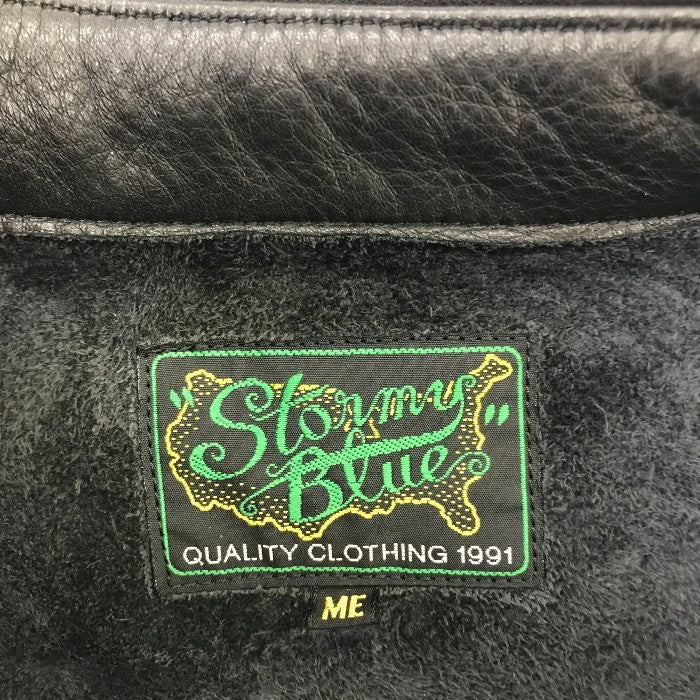 "Stormy
Blue"
QUALITY CLOTHING 1991
ME